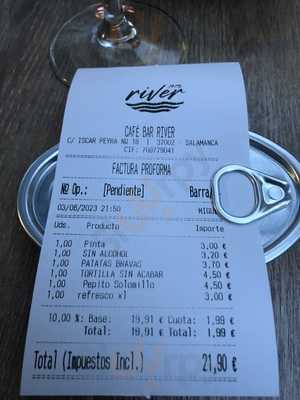 river
CAFÉ BAR RIVER
C/ ISCAR PEYRA NO 18 | 37002 SALAMANCA
CIF:
FACTURA PROFORMA
NO Op.: [Pendiente] Barra/
03/06/2023 21:50
Uds. Producto Importe
1,00 Pinta 3,00 €
1,00 SIN ALCOHOL 3,20 €
1,00 PATATAS BRAVAS 3,70 €
1,00 TORTILLA SIN ACABAR 4,50 €
1,00 Pepito Solomillo 4,50 €
1,00 refresco x1 3,00 €
10,00 %: Base: 19,91 € Cuota: 1,99 €
Total: 19,91 € Total: 1,99 €
Total (Impuestos Incl.) 21,90 €